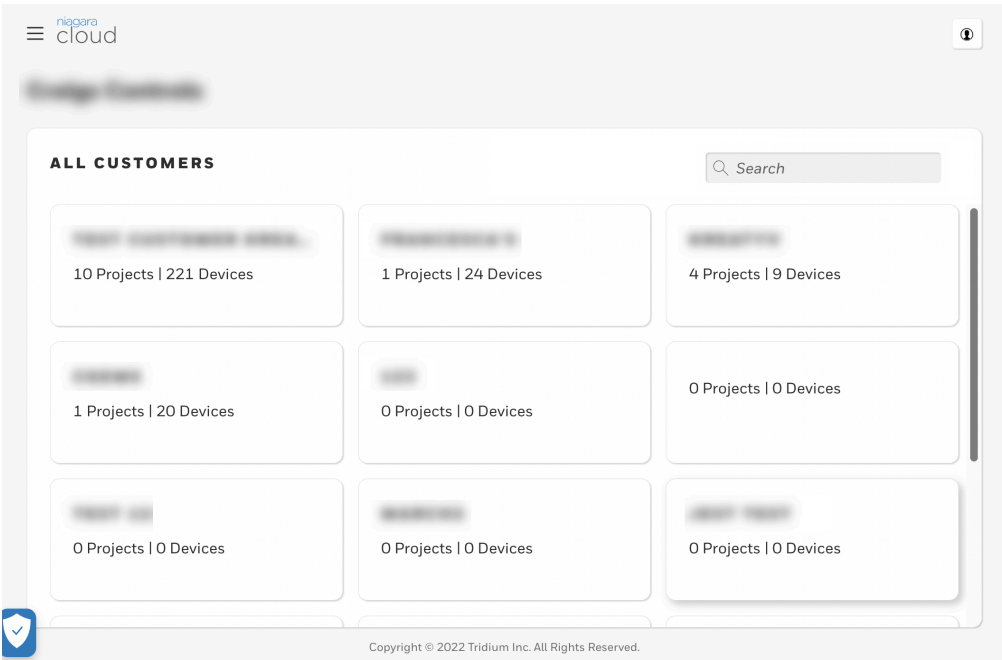 niagara
cloud
ALL CUSTOMERS
Search
10 Projects | 221 Devices
1 Projects | 24 Devices
4 Projects | 9 Devices
1 Projects | 20 Devices
0 Projects | 0 Devices
0 Projects | 0 Devices
0 Projects | 0 Devices
0 Projects | 0 Devices
0 Projects | 0 Devices
Copyright © 2022 Tridium Inc. All Rights Reserved.